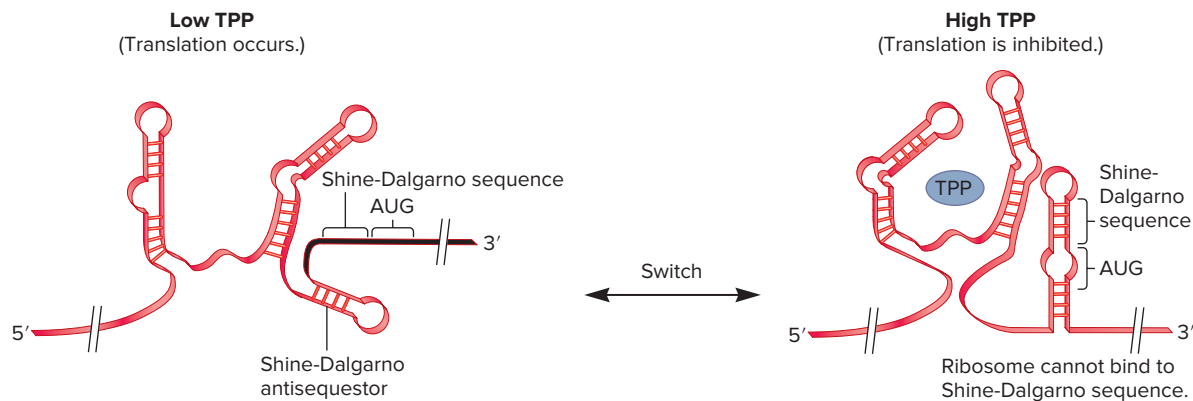 Low TPP
(Translation occurs.)
Shine-Dalgarno sequence
AUG
3′
5′
Shine-Dalgarno
antisequestor
Switch
High TPP
(Translation is inhibited.)
TPP
Shine-
Dalgarno
sequence
AUG
5′
3′
Ribosome cannot bind to
Shine-Dalgarno sequence.